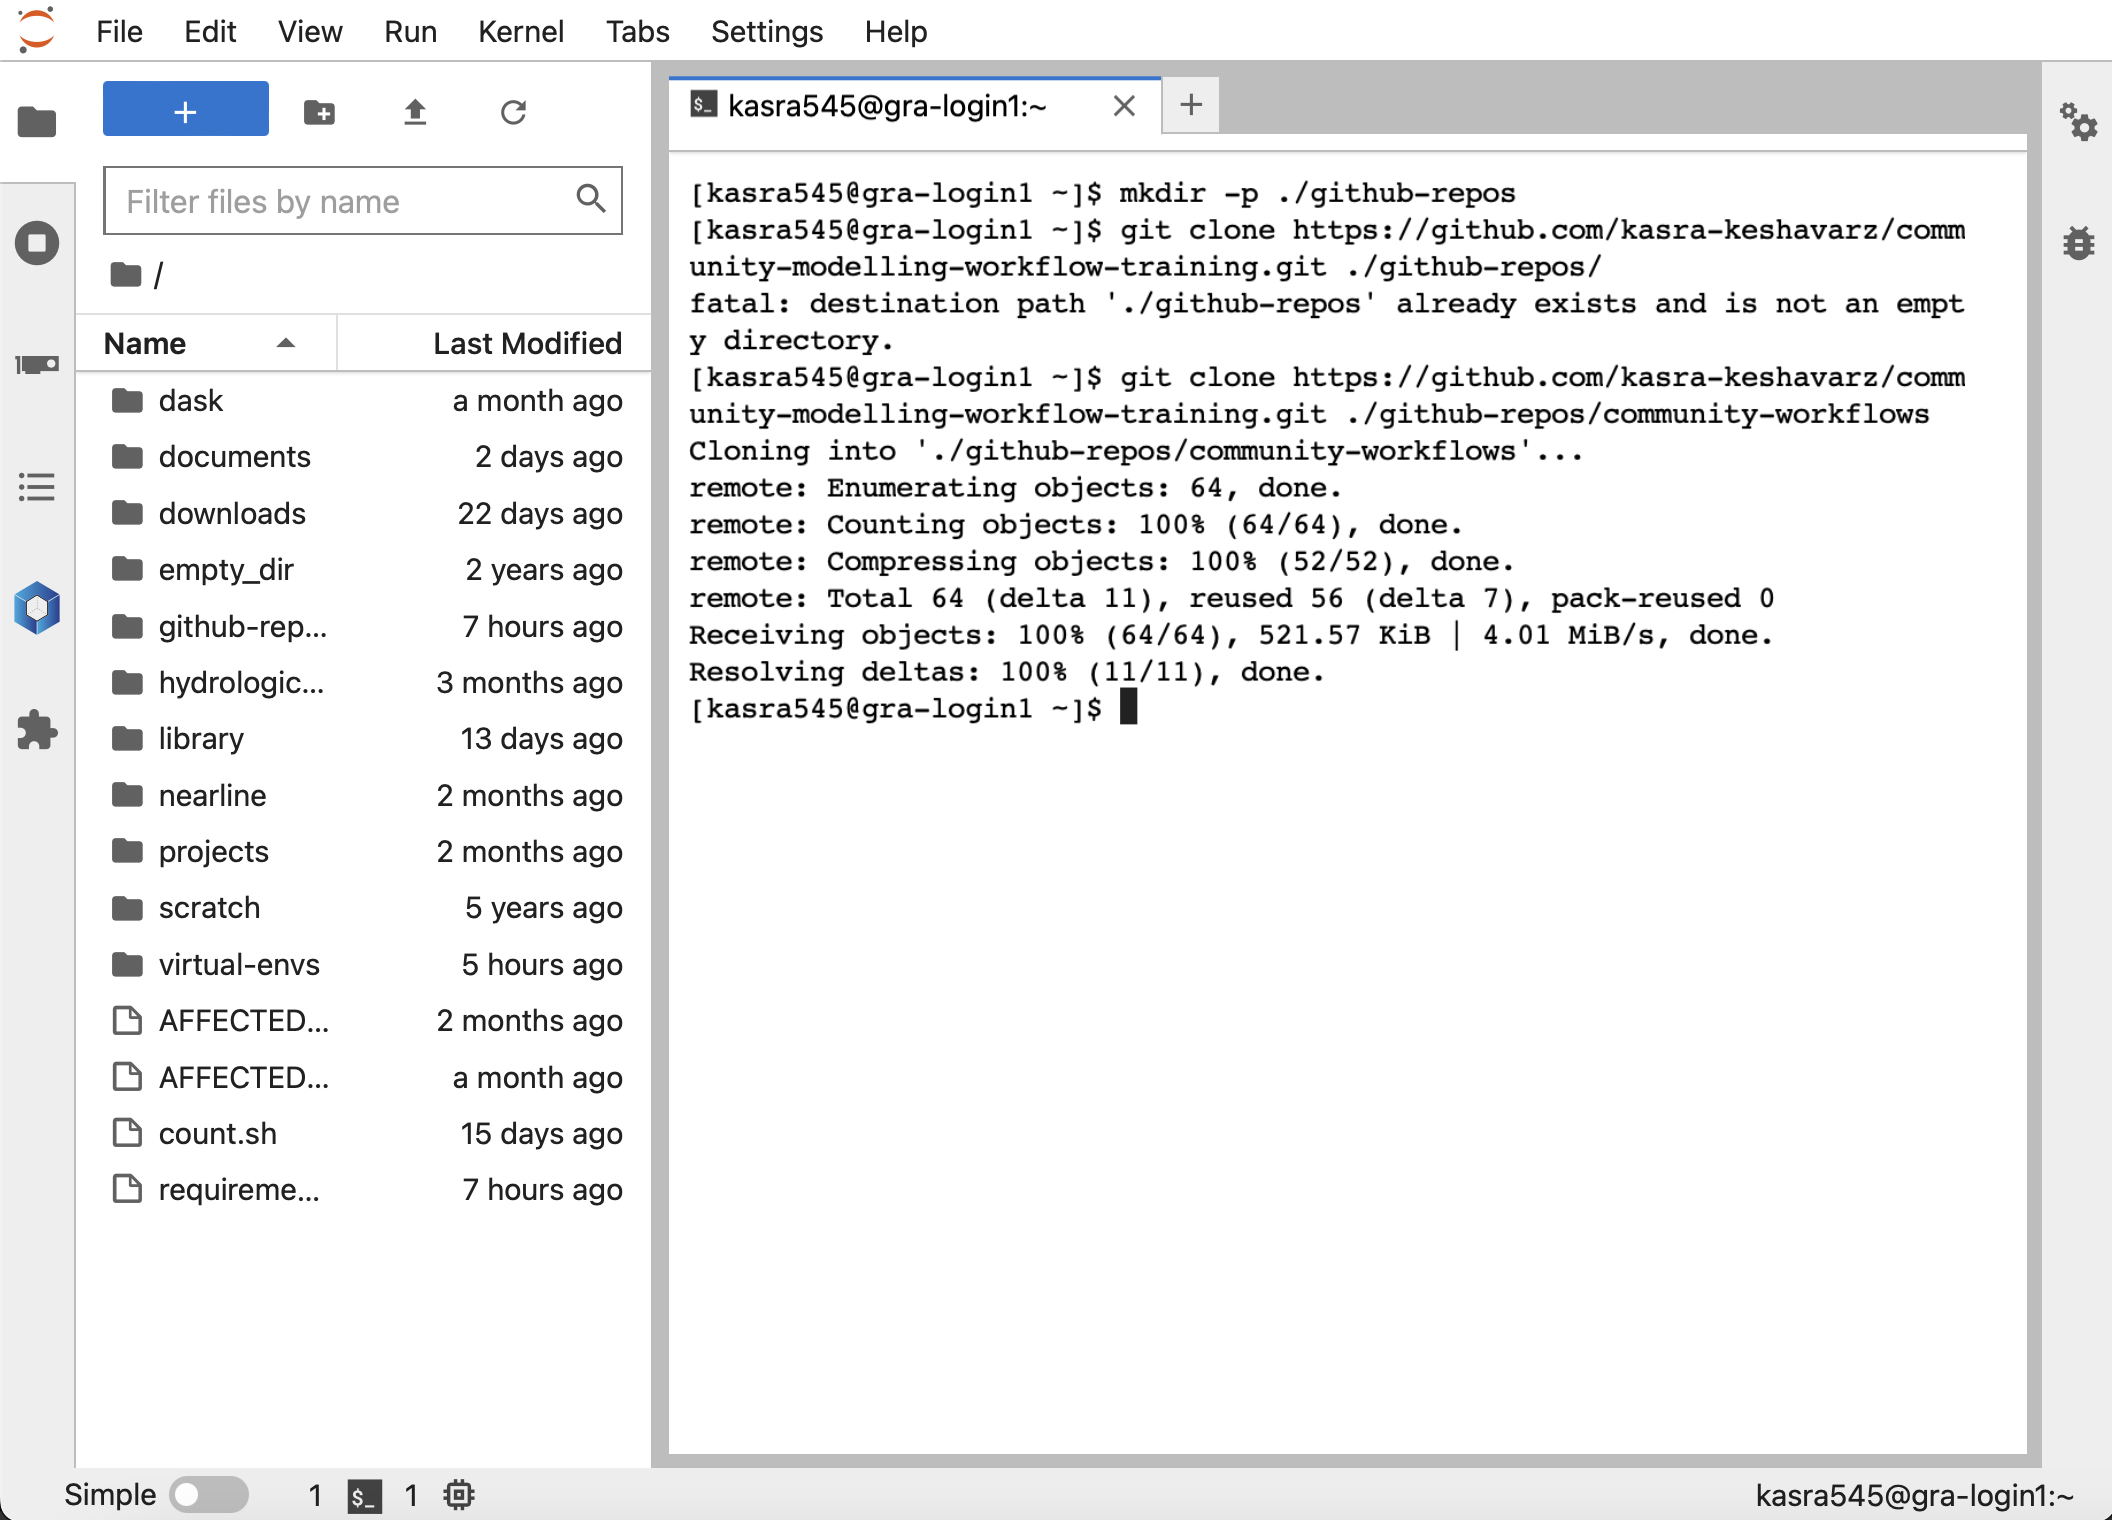 File Edit View Run Kernel Tabs Settings Help
+
Filter files by name
/
Name Last Modified
dask a month ago
documents 2 days ago
downloads 22 days ago
empty_dir 2 years ago
github-rep... 7 hours ago
hydrologic... 3 months ago
library 13 days ago
nearline 2 months ago
projects 2 months ago
scratch 5 years ago
virtual-envs 5 hours ago
AFFECTED... 2 months ago
AFFECTED... a month ago
count.sh 15 days ago
requireme... 7 hours ago
$_ kasra545@gra-login1:~ +
[kasra545@gra-login1 ~]$ mkdir -p ./github-repos
[kasra545@gra-login1 ~]$ git clone https://github.com/kasra-keshavarz/comm
unity-modelling-workflow-training.git ./github-repos/
fatal: destination path './github-repos' already exists and is not an empt
y directory.
[kasra545@gra-login1 ~]$ git clone https://github.com/kasra-keshavarz/comm
unity-modelling-workflow-training.git ./github-repos/community-workflows
Cloning into './github-repos/community-workflows'...
remote: Enumerating objects: 64, done.
remote: Counting objects: 100% (64/64), done.
remote: Compressing objects: 100% (52/52), done.
remote: Total 64 (delta 11), reused 56 (delta 7), pack-reused 0
Receiving objects: 100% (64/64), 521.57 KiB | 4.01 MiB/s, done.
Resolving deltas: 100% (11/11), done.
[kasra545@gra-login1 ~]$
Simple 1 $_ 1 kasra545@gra-login1:~